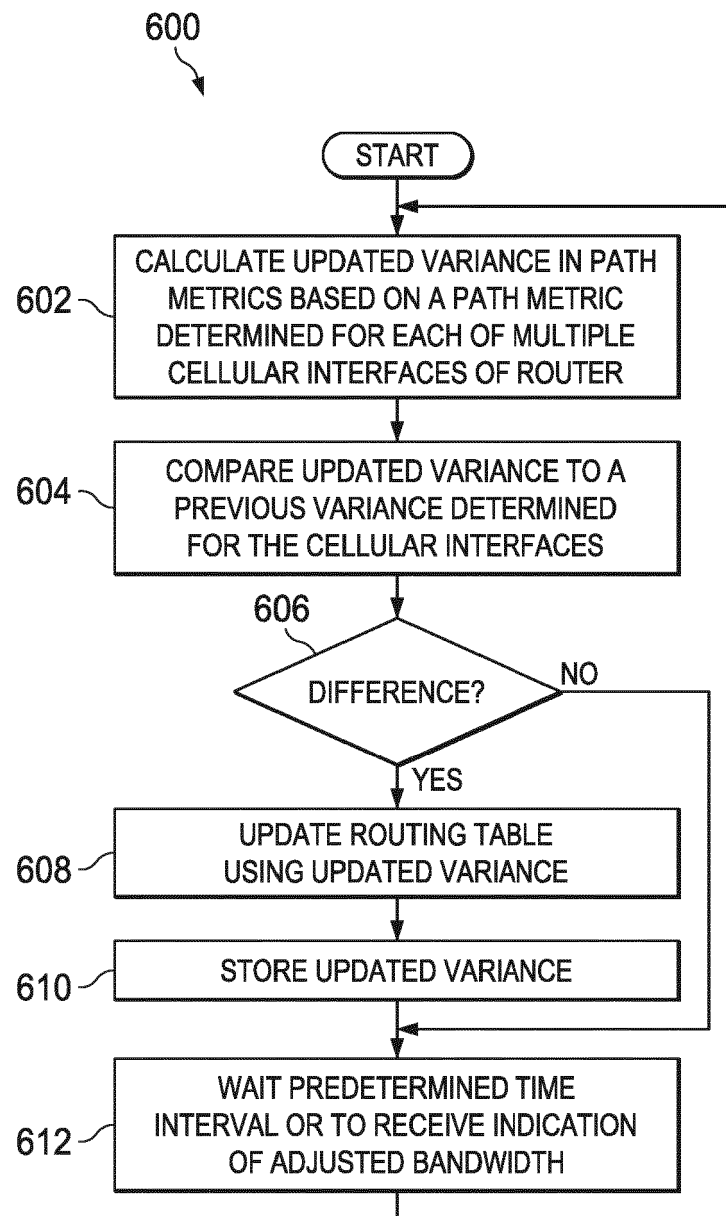 600
START
602
CALCULATE UPDATED VARIANCE IN PATH
METRICS BASED ON A PATH METRIC
DETERMINED FOR EACH OF MULTIPLE
CELLULAR INTERFACES OF ROUTER
604
COMPARE UPDATED VARIANCE TO A
PREVIOUS VARIANCE DETERMINED
FOR THE CELLULAR INTERFACES
606
DIFFERENCE?
NO
YES
608
UPDATE ROUTING TABLE
USING UPDATED VARIANCE
610
STORE UPDATED VARIANCE
612
WAIT PREDETERMINED TIME
INTERVAL OR TO RECEIVE INDICATION
OF ADJUSTED BANDWIDTH